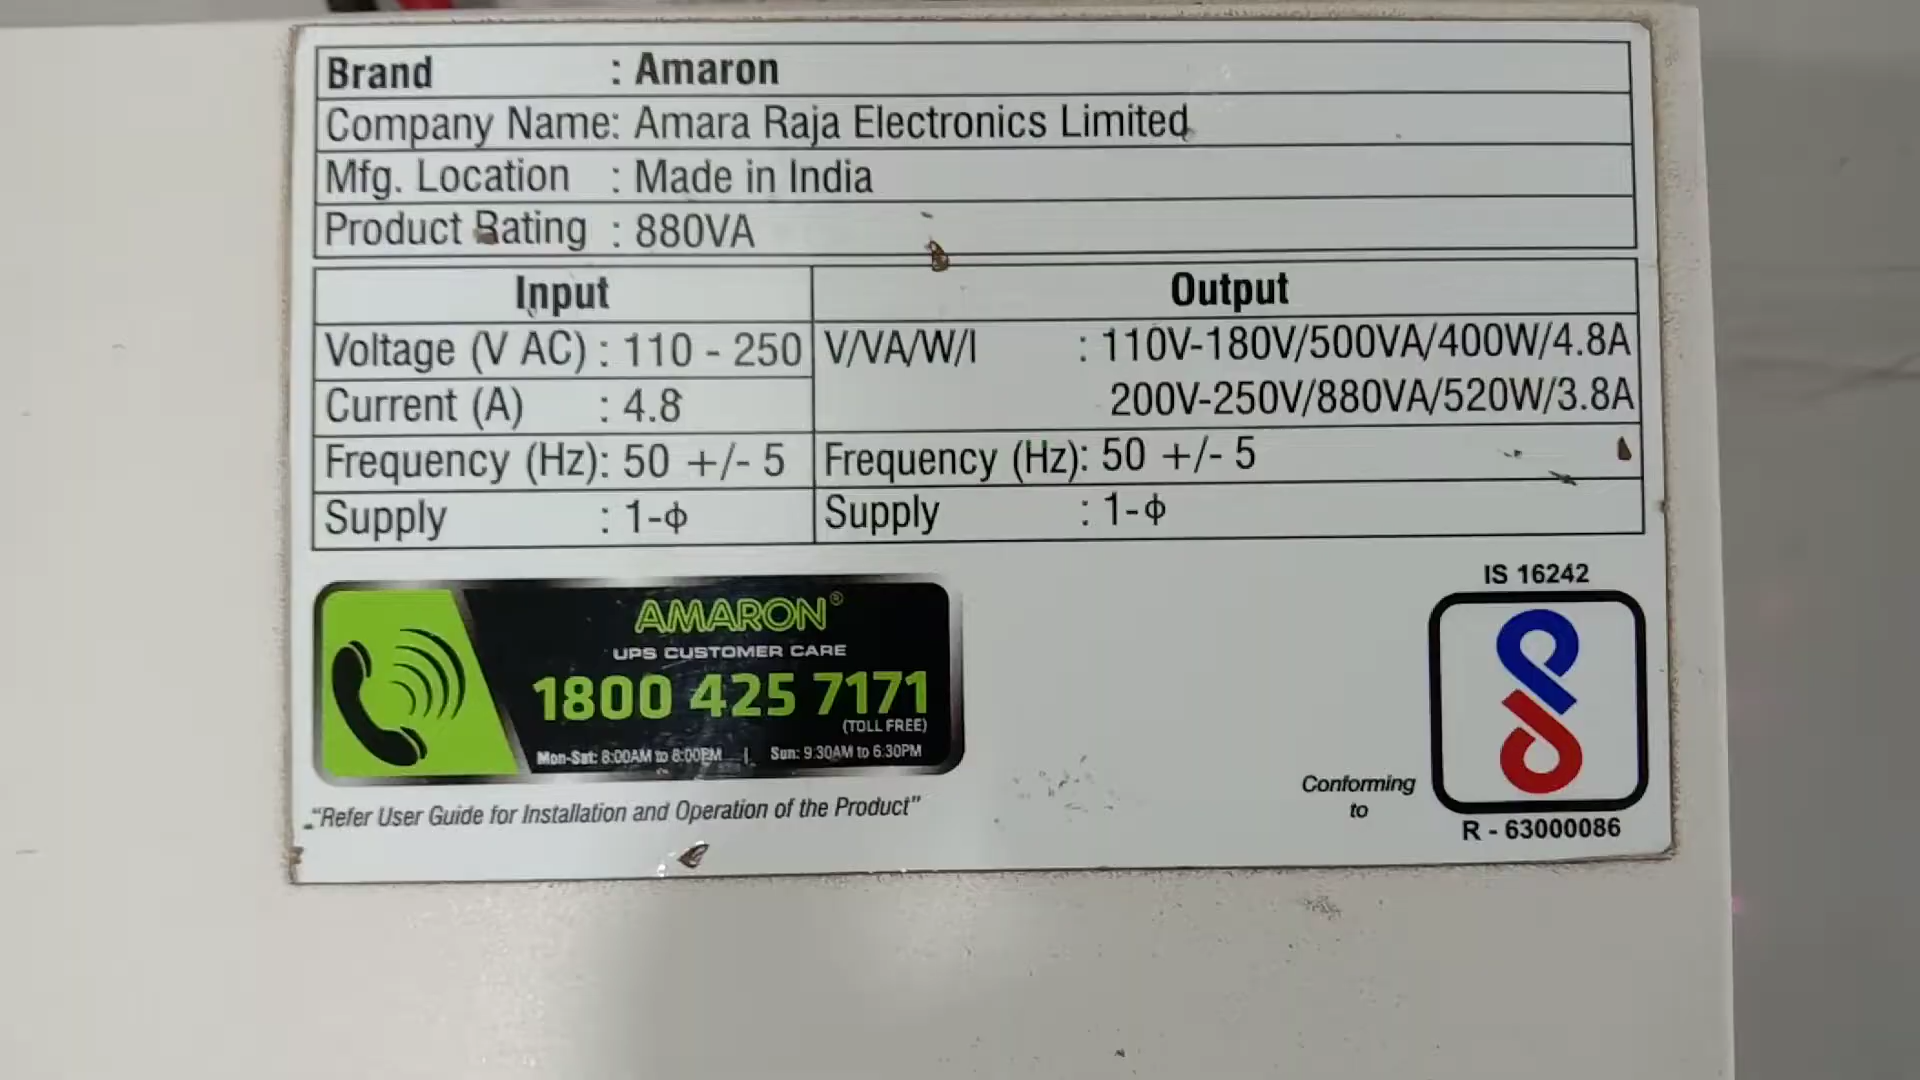 Brand : Amaron
Company Name: Amara Raja Electronics Limited
Mfg. Location : Made in India
Product Rating : 880VA
Input
Output
Voltage (V AC) : 110 - 250
V/VA/W/I : 110V-180V/500VA/400W/4.8A
200V-250V/880VA/520W/3.8A
Current (A) : 4.8
Frequency (Hz): 50 +/- 5
Frequency (Hz): 50 +/- 5
Supply : 1-ϕ
Supply : 1-ϕ
AMARON®
UPS CUSTOMER CARE
1800 425 7171
(TOLL FREE)
Mon-Sat: 8:00AM to 8:00PM | Sun: 9:30AM to 6:30PM
"Refer User Guide for Installation and Operation of the Product"
IS 16242
Conforming
to
R - 63000086